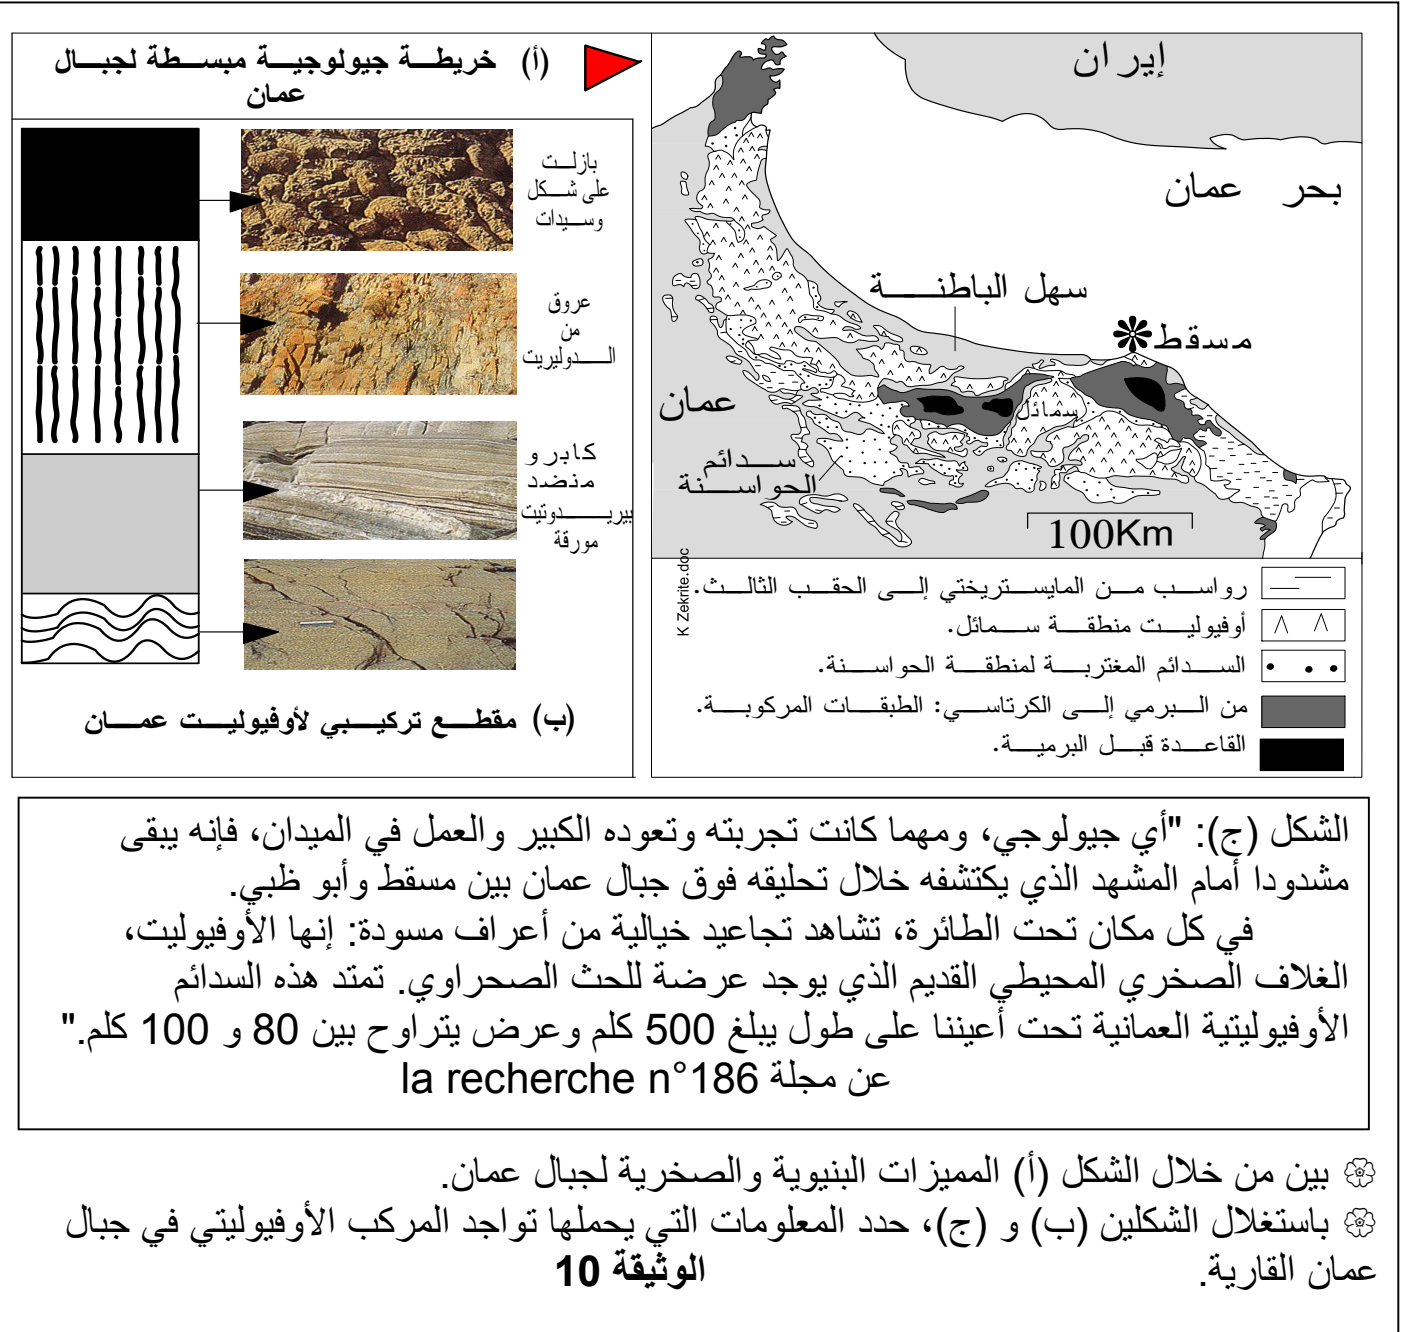 (أ) خريطة جيولوجية مبسطة لجبال
عمان
بازلت
على شكل
وسيدات
عروق
من
الدوليريت
كابرو
منضد
بيريدوتيت
مورقة
(ب) مقطع تركيبي لأوفيوليت عمان
إيران
بحر عمان
سهل الباطنة
مسقط
عمان
سمائل
سدائم
الحواسنة
100Km
K Zekrite.doc
رواسب من المايستريختي إلى الحقب الثالث.
أوفيوليت منطقة سمائل.
السدائم المغتربة لمنطقة الحواسنة.
من البرمي إلى الكرتاسي: الطبقات المركوبة.
القاعدة قبل البرمية.
الشكل (ج): "أي جيولوجي، ومهما كانت تجربته وتعوده الكبير والعمل في الميدان، فإنه يبقى
مشدودا أمام المشهد الذي يكتشفه خلال تحليقه فوق جبال عمان بين مسقط وأبو ظبي.
في كل مكان تحت الطائرة، تشاهد تجاعيد خيالية من أعراف مسودة: إنها الأوفيوليت،
الغلاف الصخري المحيطي القديم الذي يوجد عرضة للحث الصحراوي. تمتد هذه السدائم
الأوفيوليتية العمانية تحت أعيننا على طول يبلغ 500 كلم وعرض يتراوح بين 80 و 100 كلم."
عن مجلة la recherche n°186
بين من خلال الشكل (أ) المميزات البنيوية والصخرية لجبال عمان.
باستغلال الشكلين (ب) و (ج)، حدد المعلومات التي يحملها تواجد المركب الأوفيوليتي في جبال
عمان القارية.
الوثيقة 10